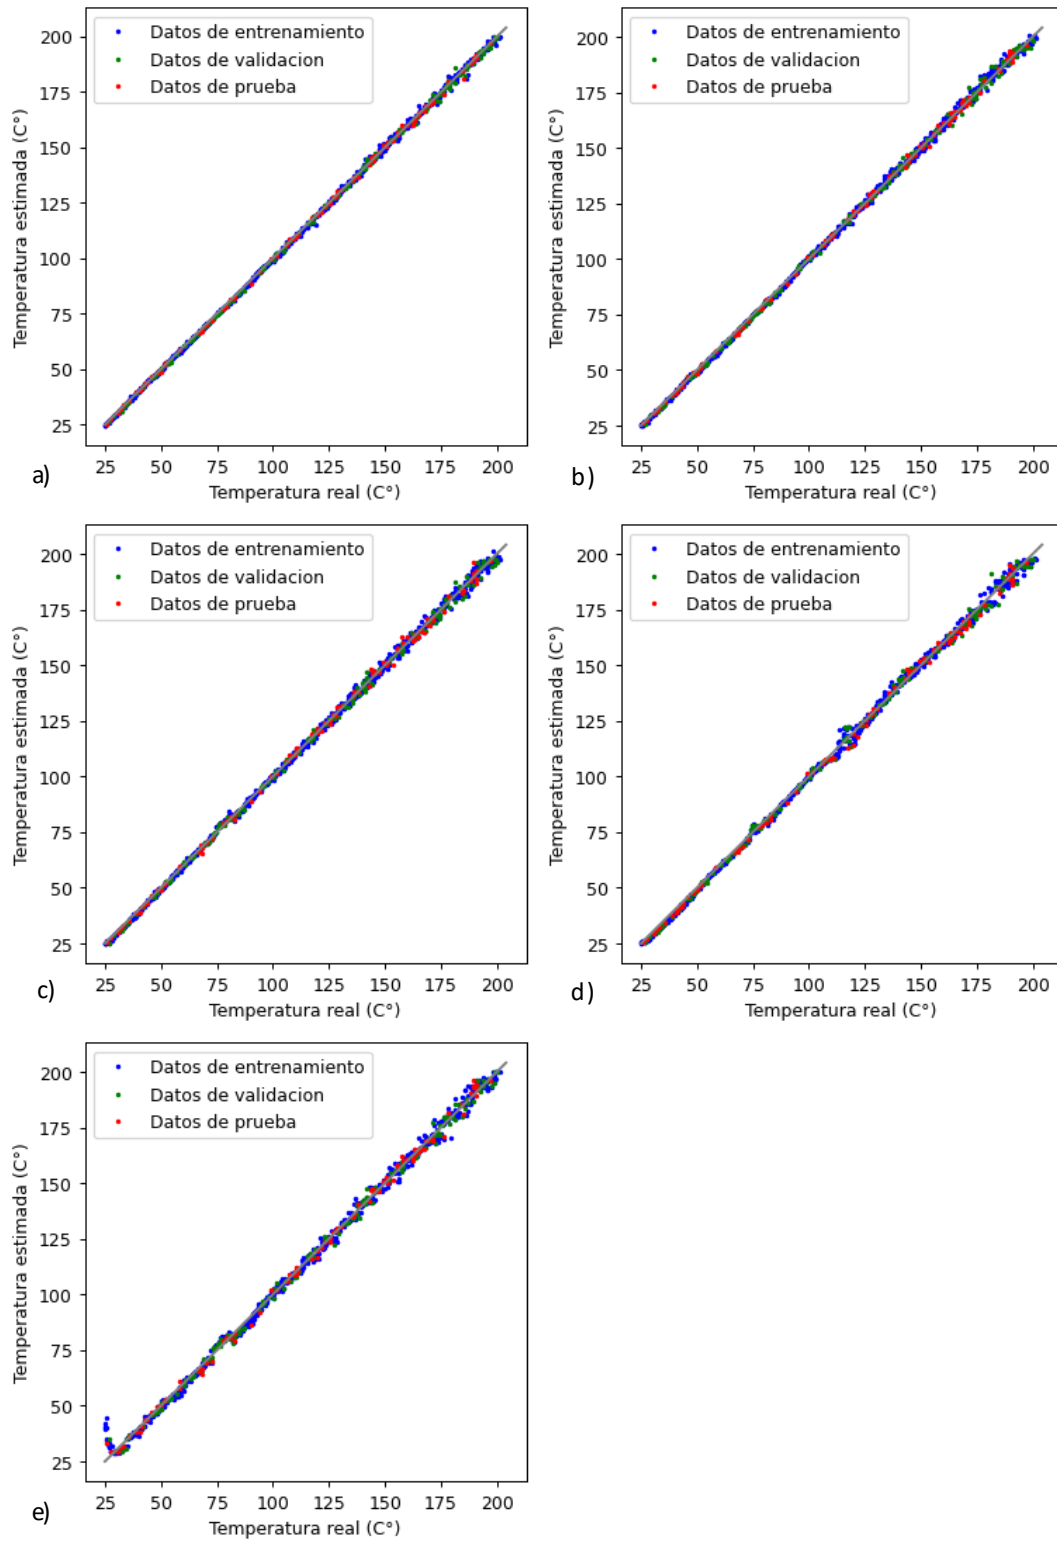 Datos de entrenamiento
Datos de validacion
Datos de prueba
200
175
150
125
100
75
50
25
Temperatura estimada (C°)
25 50 75 100 125 150 175 200
Temperatura real (C°)
a)
Datos de entrenamiento
Datos de validacion
Datos de prueba
200
175
150
125
100
75
50
25
Temperatura estimada (C°)
25 50 75 100 125 150 175 200
Temperatura real (C°)
b)
Datos de entrenamiento
Datos de validacion
Datos de prueba
200
175
150
125
100
75
50
25
Temperatura estimada (C°)
25 50 75 100 125 150 175 200
Temperatura real (C°)
c)
Datos de entrenamiento
Datos de validacion
Datos de prueba
200
175
150
125
100
75
50
25
Temperatura estimada (C°)
25 50 75 100 125 150 175 200
Temperatura real (C°)
d)
Datos de entrenamiento
Datos de validacion
Datos de prueba
200
175
150
125
100
75
50
25
Temperatura estimada (C°)
25 50 75 100 125 150 175 200
Temperatura real (C°)
e)